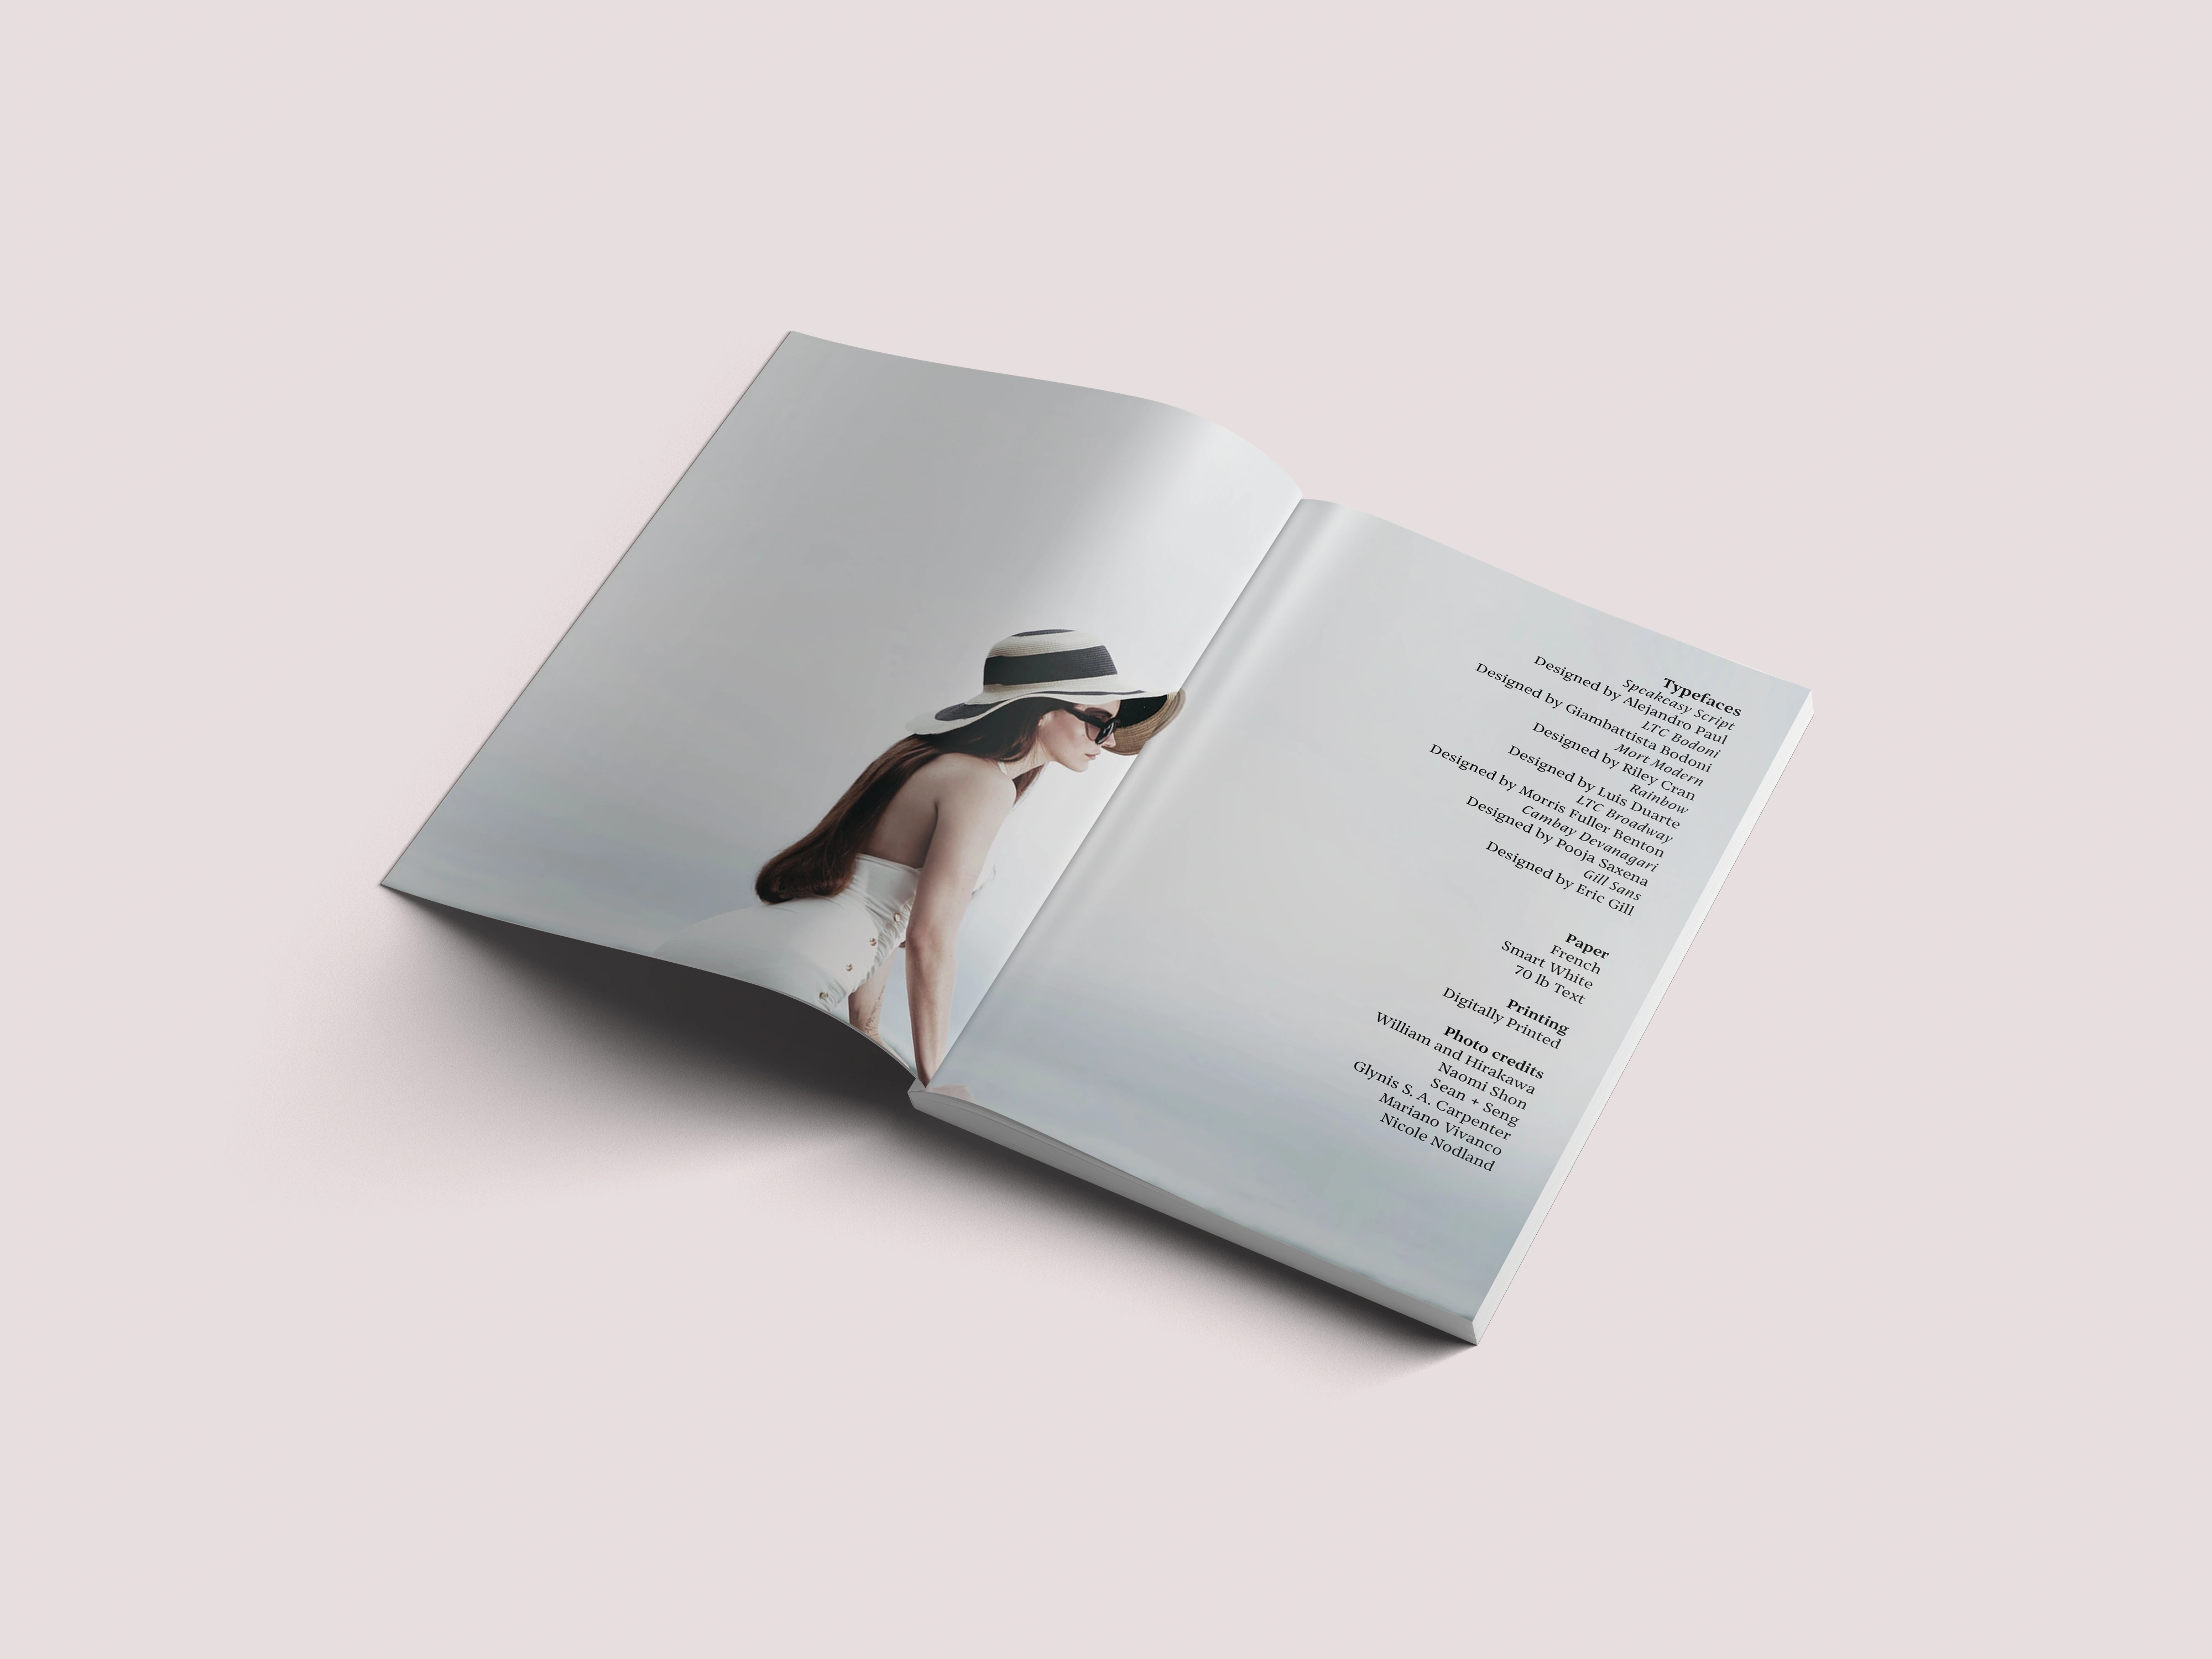 Typefaces
Speakeasy Script
Designed by Alejandro Paul
LTC Bodoni
Designed by Giambattista Bodoni
Mort Modern
Designed by Riley Cran
Rainbow
Designed by Luis Duarte
LTC Broadway
Designed by Morris Fuller Benton
Cambay Devanagari
Designed by Pooja Saxena
Gill Sans
Designed by Eric Gill
Paper
French
Smart White
70 lb Text
Printing
Digitally Printed
Photo credits
William and Hirakawa
Naomi Shon
Sean + Seng
Glynis S. A. Carpenter
Mariano Vivanco
Nicole Nodland